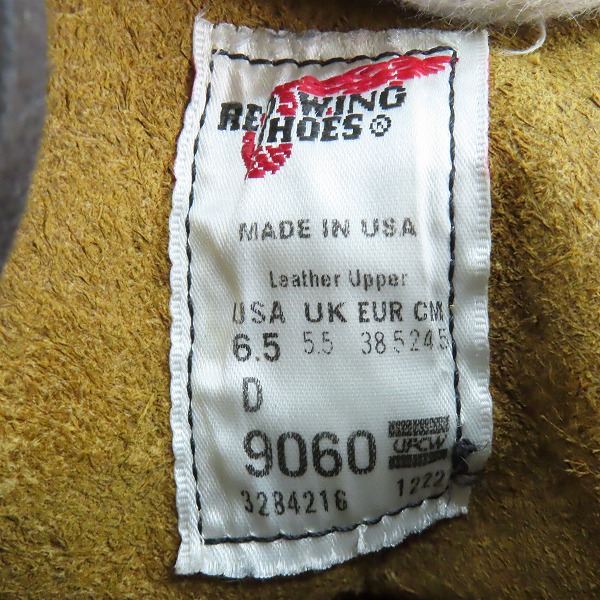 RED WING
SHOES®
MADE IN USA
Leather Upper
USA UK EUR CM
6.5 5.5 38.5 24.5
D
9060 UFCW
3284216 1222